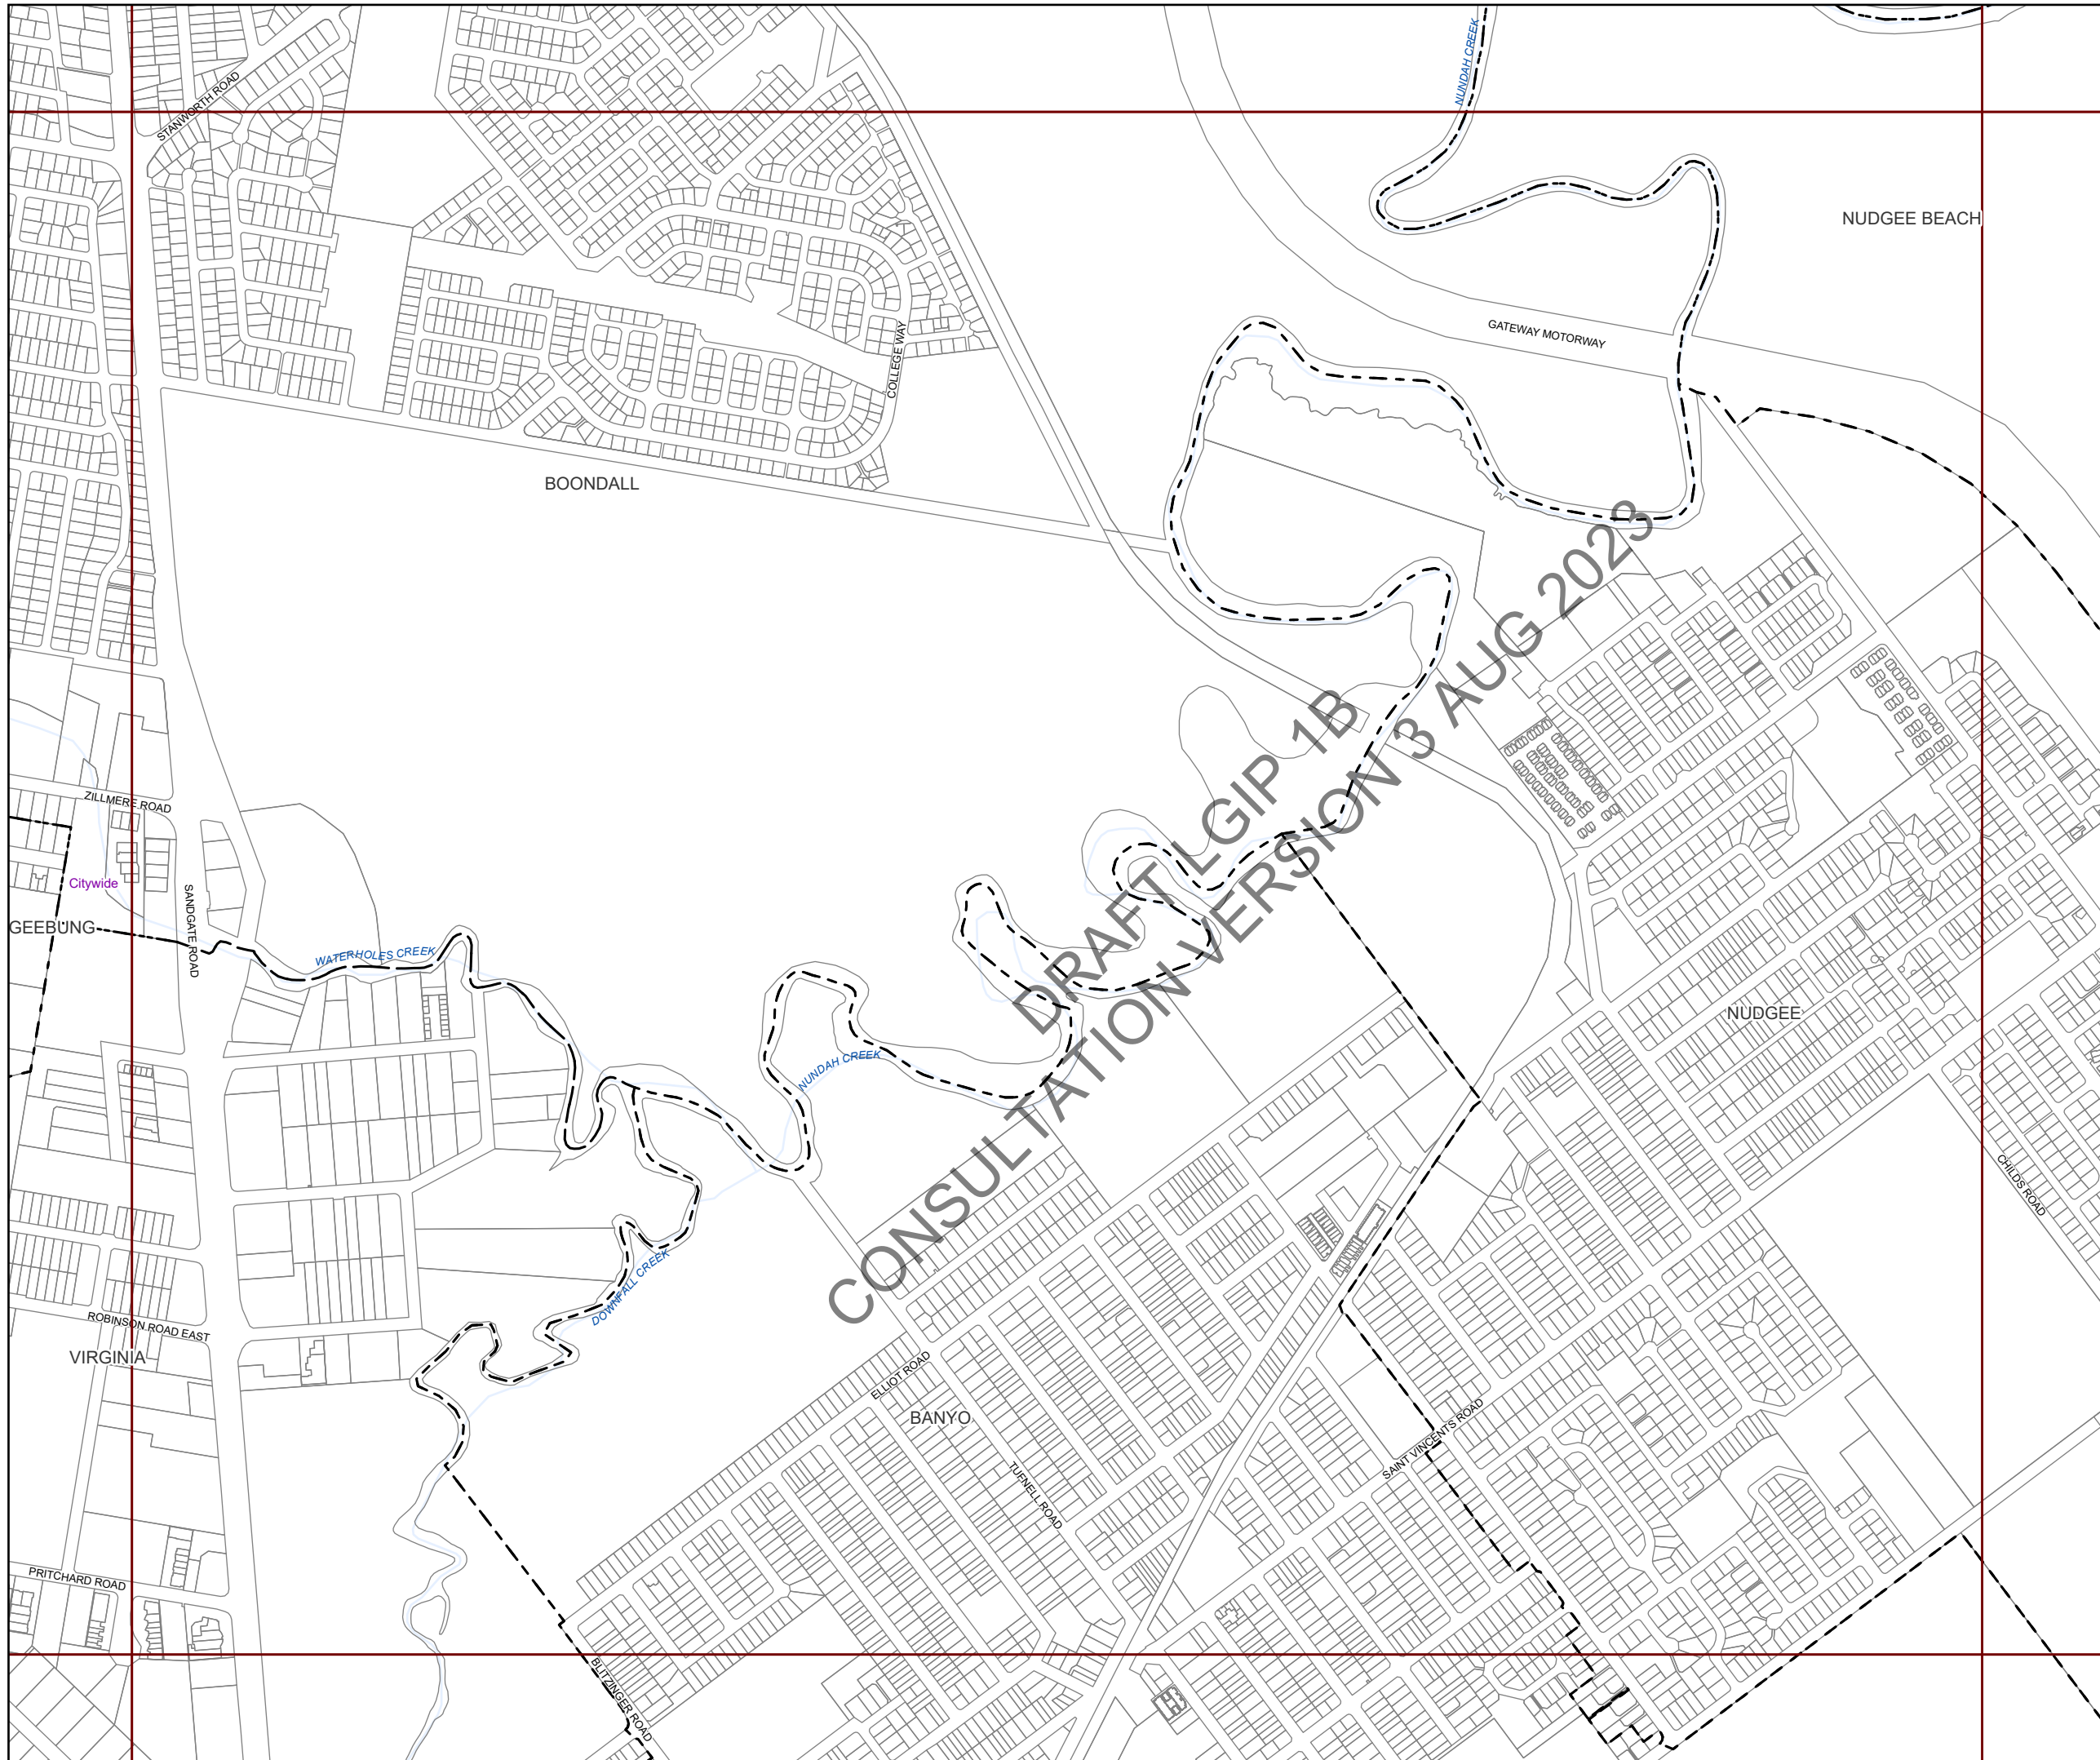 NUNDAH CREEK
STANWORTH ROAD
NUDGEE BEACH
GATEWAY MOTORWAY
COLLEGE WAY
BOONDALL
ZILLMERE ROAD
Citywide
SANDGATE ROAD
GEEBUNG
WATERHOLES CREEK
DRAFT LGIP 1B
CONSULTATION VERSION 3 AUG 2023
NUDGEE
NUNDAH CREEK
CHILDS ROAD
DOWNFALL CREEK
ROBINSON ROAD EAST
VIRGINIA
ELLIOT ROAD
BANYO
SAINT VINCENTS ROAD
TUFNELL ROAD
PRITCHARD ROAD
BLITZINGER ROAD